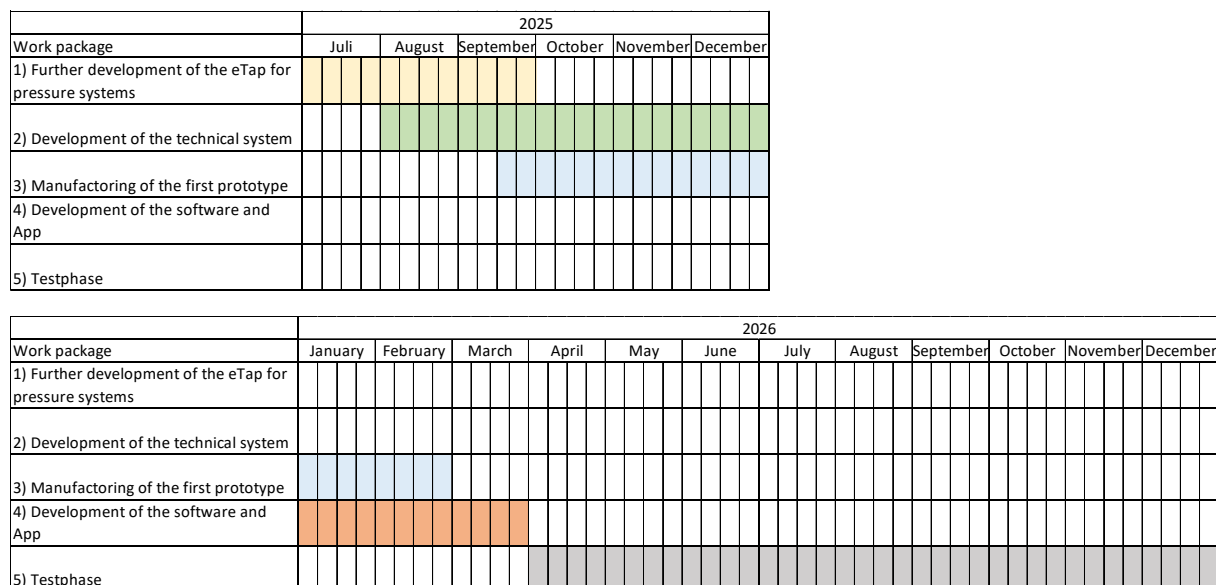 2025
Work package Juli August September October November December
1) Further development of the eTap for
pressure systems
2) Development of the technical system
3) Manufactoring of the first prototype
4) Development of the software and
App
5) Testphase
2026
Work package January February March April May June July August September October November December
1) Further development of the eTap for
pressure systems
2) Development of the technical system
3) Manufactoring of the first prototype
4) Development of the software and
App
5) Testphase